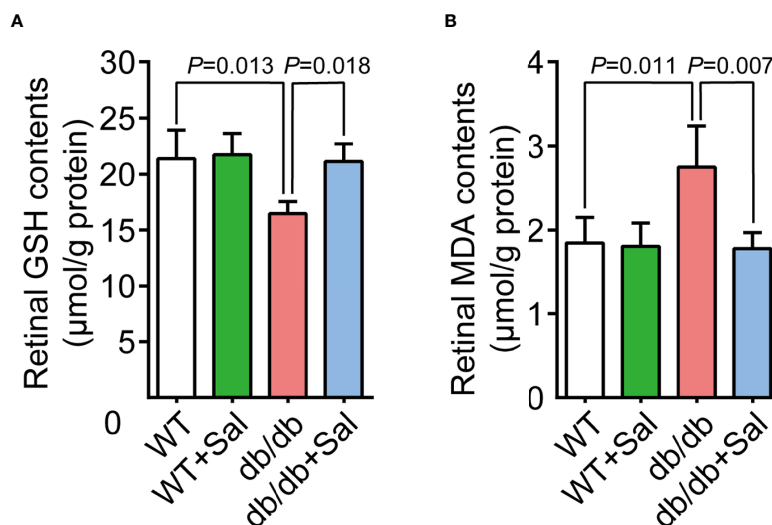 A
Retinal GSH contents
(μmol/g protein)
30
25
20
15
10
5
0
P=0.013
P=0.018
WT
WT+Sal
db/db
db/db+Sal
B
Retinal MDA contents
(μmol/g protein)
4
3
2
1
0
P=0.011
P=0.007
WT
WT+Sal
db/db
db/db+Sal